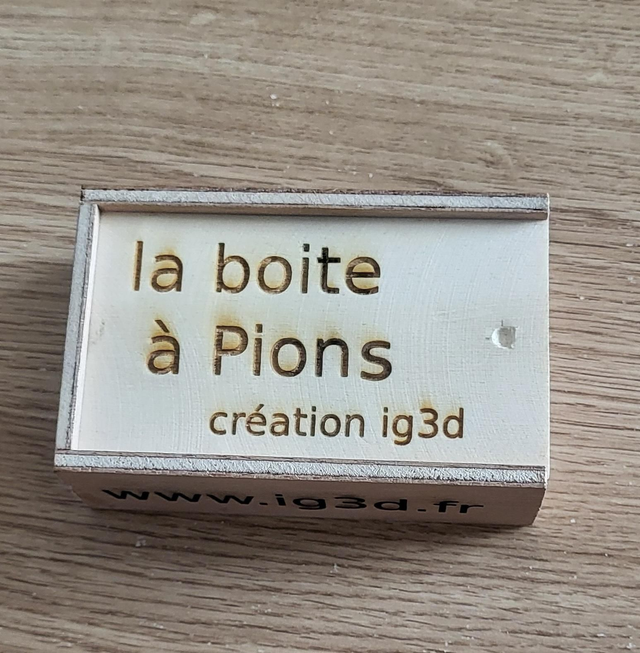 la boite
à Pions
création ig3d
www.ig3d.fr